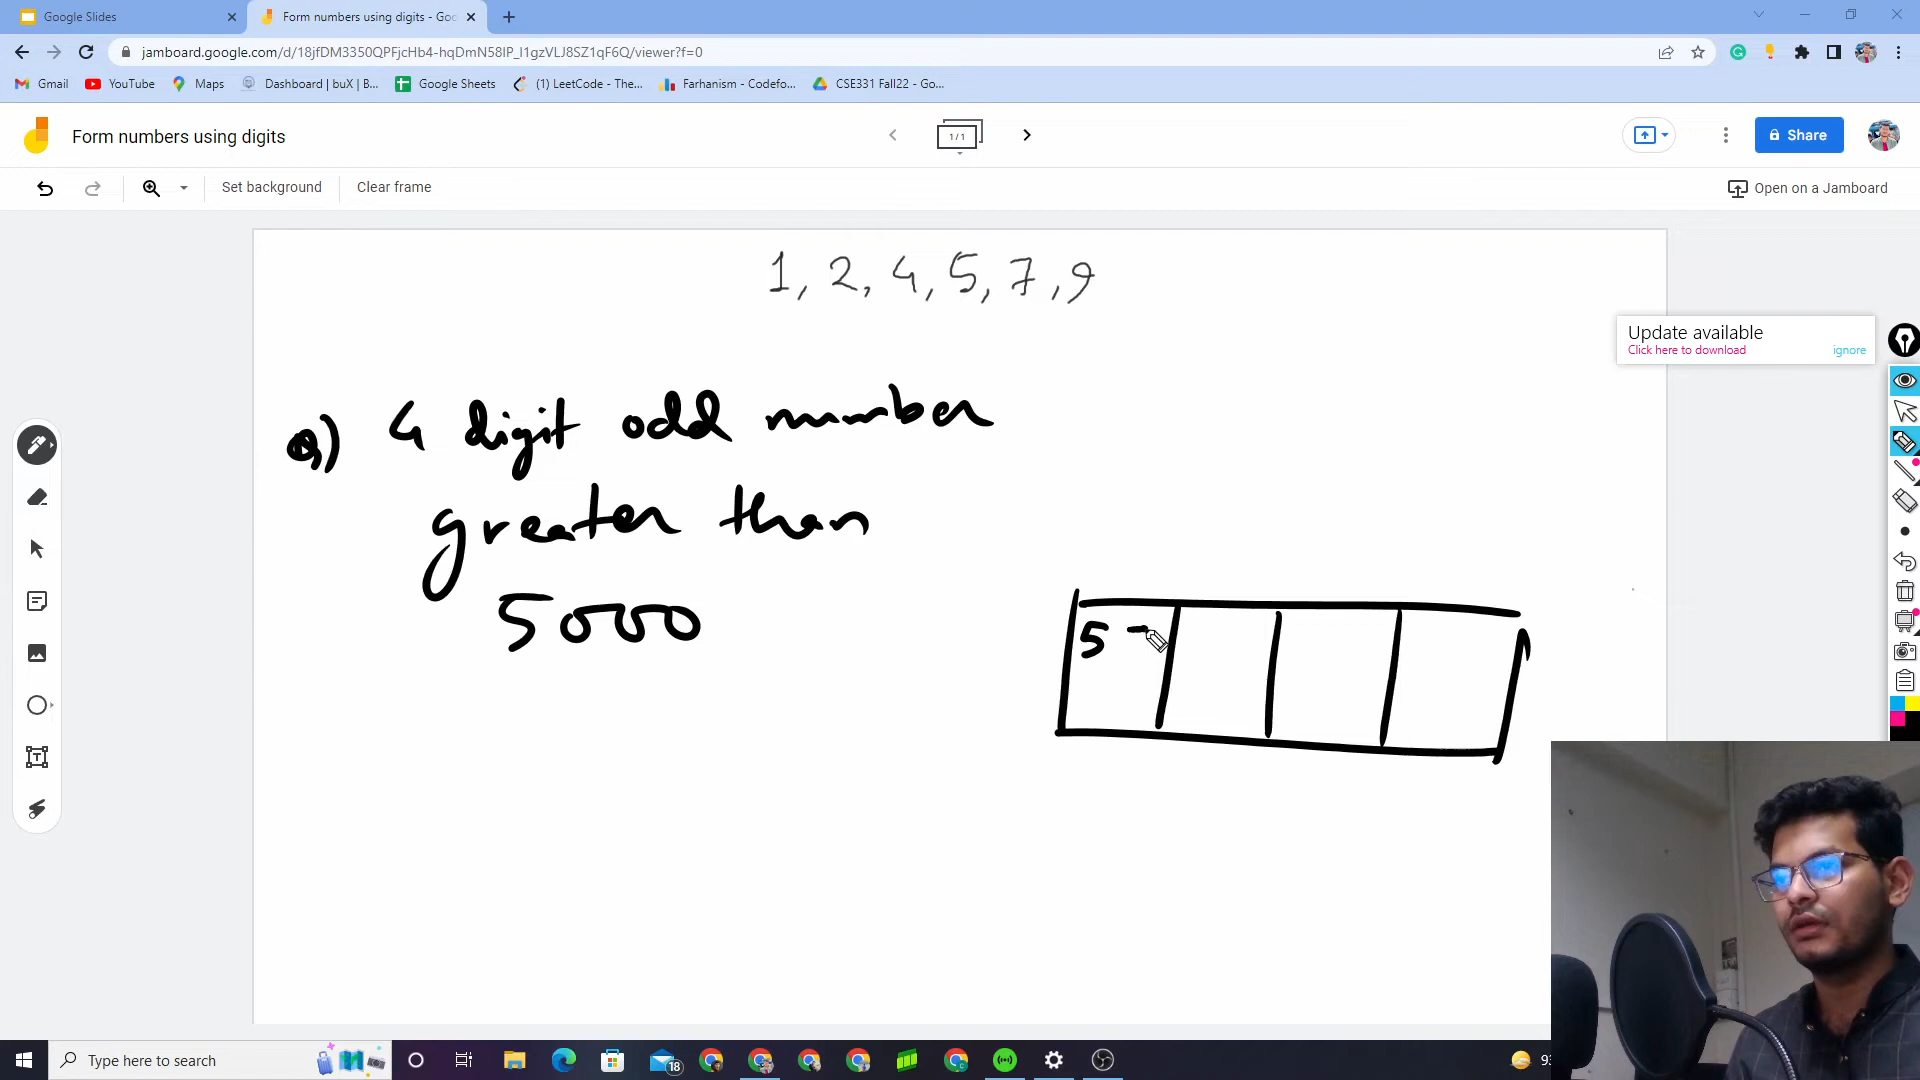 Google Slides
Form numbers using digits - Goo
jamboard.google.com/d/18jfDM3350QPFjcHb4-hqDmN58IP_l1gzVLJ8SZ1qF6Q/viewer?f=0
Gmail
YouTube
Maps
Dashboard | buX | B...
Google Sheets
(1) LeetCode - The...
Farhanism - Codefo...
CSE331 Fall22 - Go...
Form numbers using digits
1 / 1
Share
Set background
Clear frame
Open on a Jamboard
1, 2, 4, 5, 7, 9
Update available
Click here to download
ignore
Q) 4 digit odd number
greater than
5000
5
Type here to search
18